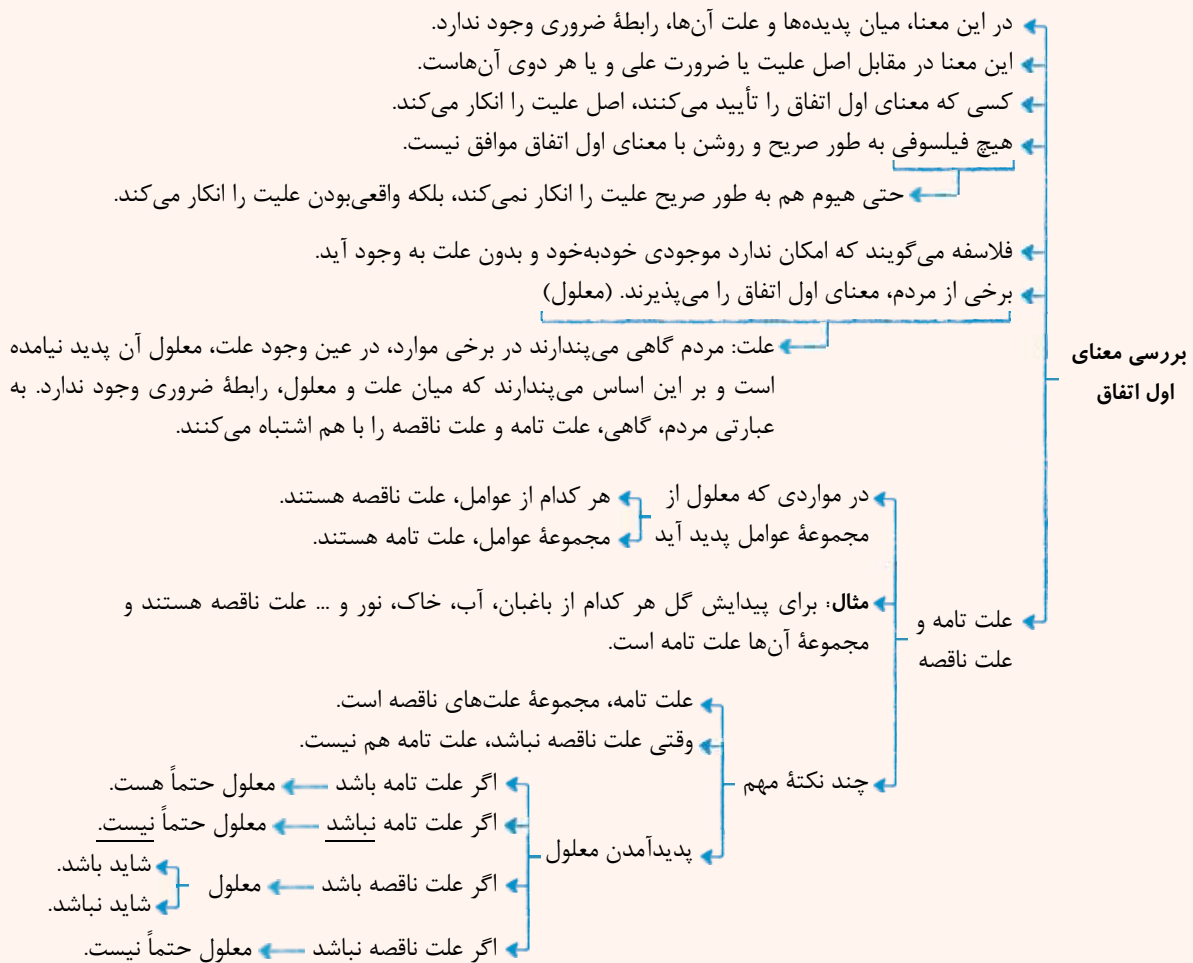 بررسی معنای
اول اتفاق
در این معنا، میان پدیده‌ها و علت آن‌ها، رابطۀ ضروری وجود ندارد.
این معنا در مقابل اصل علیت یا ضرورت علی و یا هر دوی آن‌هاست.
کسی که معنای اول اتفاق را تأیید می‌کنند، اصل علیت را انکار می‌کند.
هیچ فیلسوفی به طور صریح و روشن با معنای اول اتفاق موافق نیست.
حتی هیوم هم به طور صریح علیت را انکار نمی‌کند، بلکه واقعی‌بودن علیت را انکار می‌کند.
فلاسفه می‌گویند که امکان ندارد موجودی خودبه‌خود و بدون علت به وجود آید.
برخی از مردم، معنای اول اتفاق را می‌پذیرند. (معلول)
علت: مردم گاهی می‌پندارند در برخی موارد، در عین وجود علت، معلول آن پدید نیامده
است و بر این اساس می‌پندارند که میان علت و معلول، رابطۀ ضروری وجود ندارد. به
عبارتی مردم، گاهی، علت تامه و علت ناقصه را با هم اشتباه می‌کنند.
علت تامه و
علت ناقصه
در مواردی که معلول از
مجموعۀ عوامل پدید آید
هر کدام از عوامل، علت ناقصه هستند.
مجموعۀ عوامل، علت تامه هستند.
مثال: برای پیدایش گل هر کدام از باغبان، آب، خاک، نور و ... علت ناقصه هستند و
مجموعۀ آن‌ها علت تامه است.
چند نکتۀ مهم
علت تامه، مجموعۀ علت‌های ناقصه است.
وقتی علت ناقصه نباشد، علت تامه هم نیست.
پدیدآمدن معلول
اگر علت تامه باشد معلول حتماً هست.
اگر علت تامه نباشد معلول حتماً نیست.
اگر علت ناقصه باشد معلول
شاید باشد.
شاید نباشد.
اگر علت ناقصه نباشد معلول حتماً نیست.